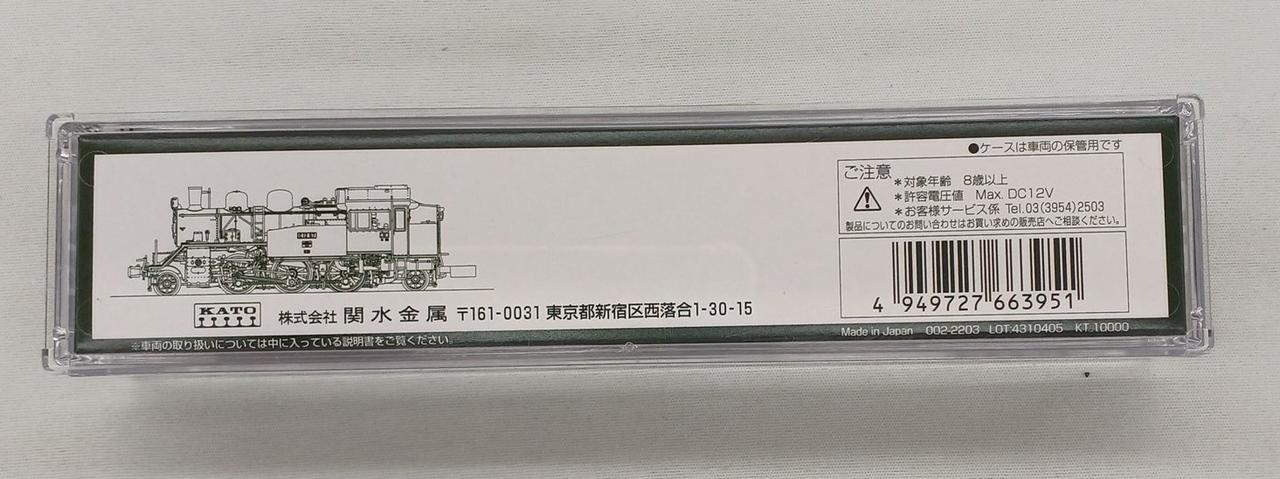 ●ケースは車両の保管用です
ご注意
＊対象年齢 8歳以上
＊許容電圧値 Max. DC12V
＊お客様サービス係 Tel.03(3954)2503
製品についてのお問い合わせはお買い求めの販売店へご相談ください。
4 949727 663951
KATO
株式会社 関水金属 〒161-0031 東京都新宿区西落合1-30-15
Made in Japan 002-2203 LOT:4310405 KT 10000
※車両の取り扱いについては中に入っている説明書をご覧ください。